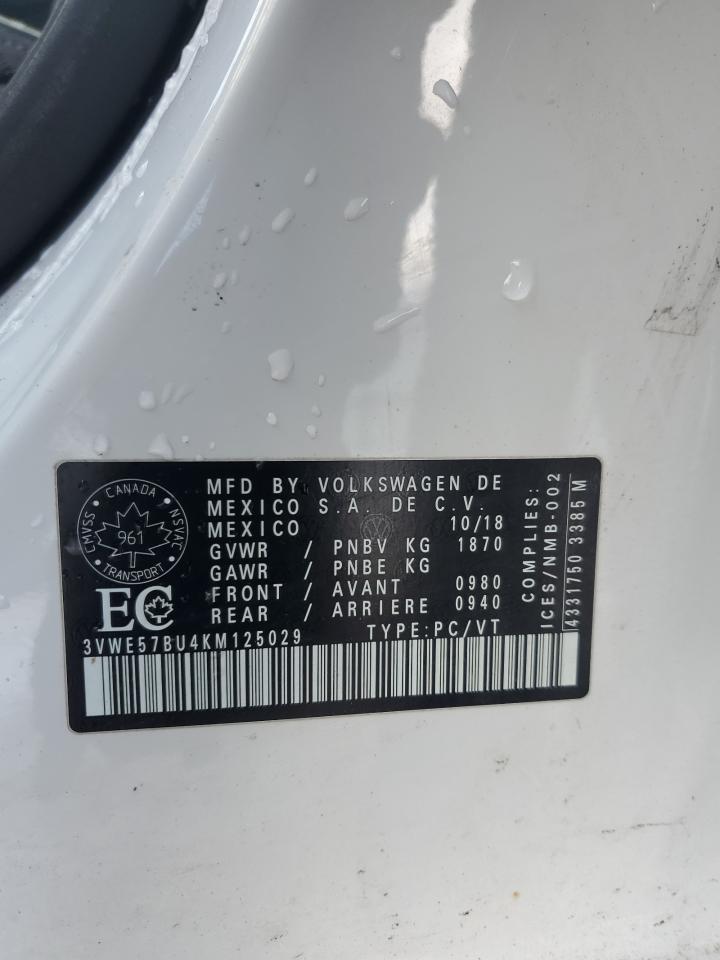 CMVSS CANADA NSVAC
961
TRANSPORT
EC
MFD BY VOLKSWAGEN DE
MEXICO S.A. DE C.V.
MEXICO 10/18
GVWR / PNBV KG 1870
GAWR / PNBE KG
FRONT / AVANT 0980
REAR / ARRIERE 0940
3VWE57BU4KM125029 TYPE:PC/VT
COMPLIES:
ICES/NMB-002
4331750 3385 M